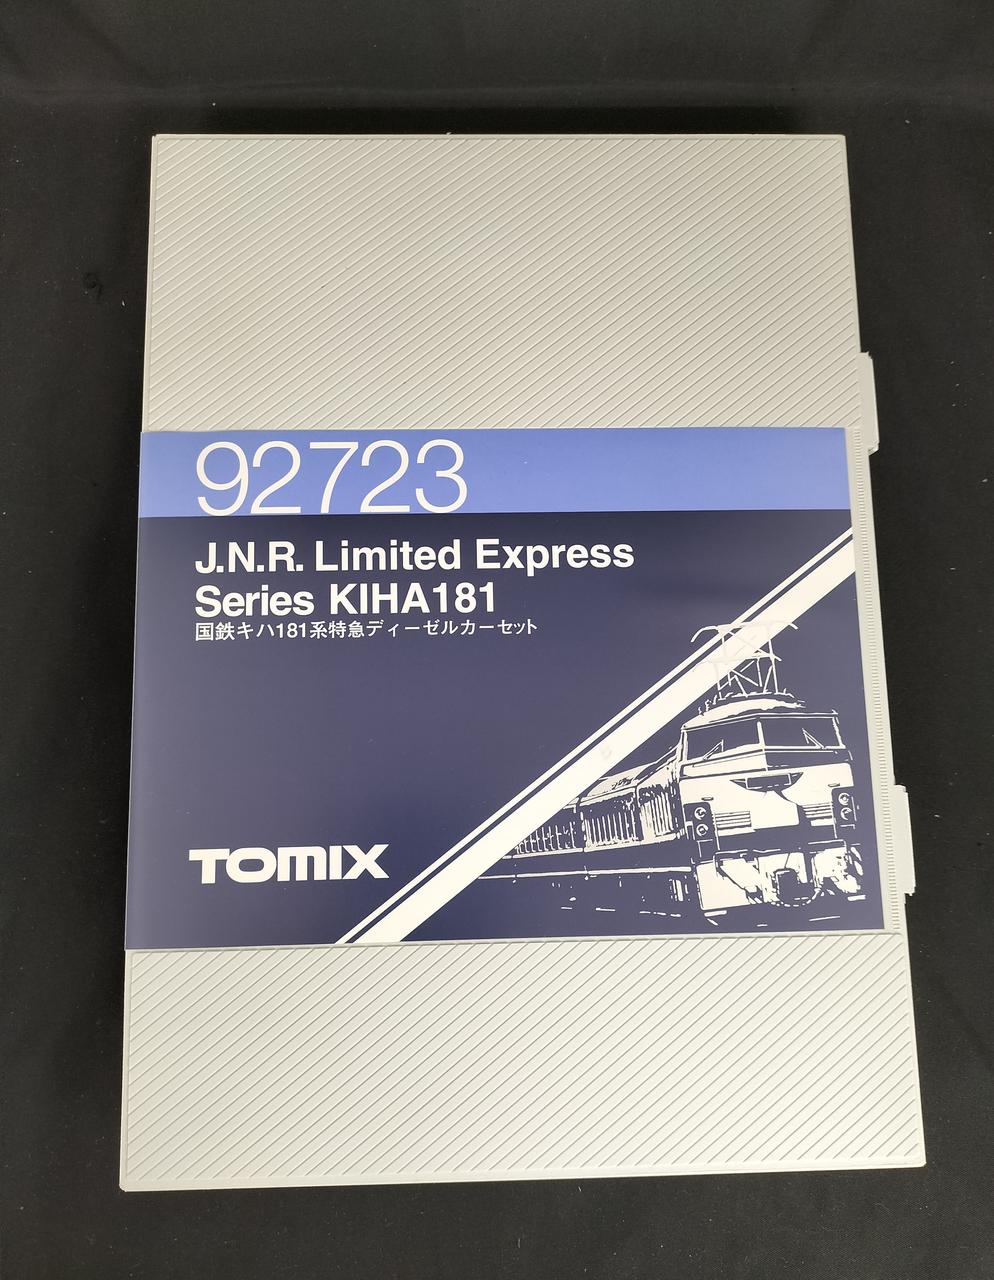 92723
J.N.R. Limited Express
Series KIHA181
国鉄キハ181系特急ディーゼルカーセット
TOMIX